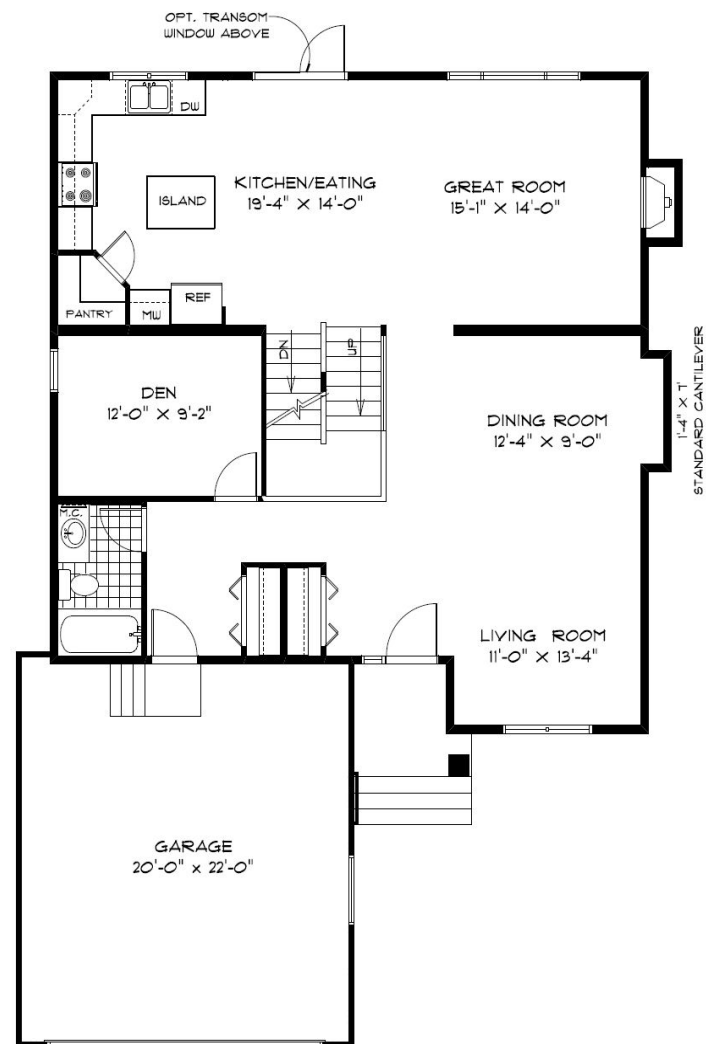 OPT. TRANSOM
WINDOW ABOVE
DW
KITCHEN/EATING
19'-4" X 14'-0"
GREAT ROOM
15'-1" X 14'-0"
ISLAND
PANTRY
MW
REF
DN
UP
DEN
12'-0" X 9'-2"
DINING ROOM
12'-4" X 9'-0"
1'-4" X 7'
STANDARD CANTILEVER
M.C.
LIVING ROOM
11'-0" X 13'-4"
GARAGE
20'-0" x 22'-0"